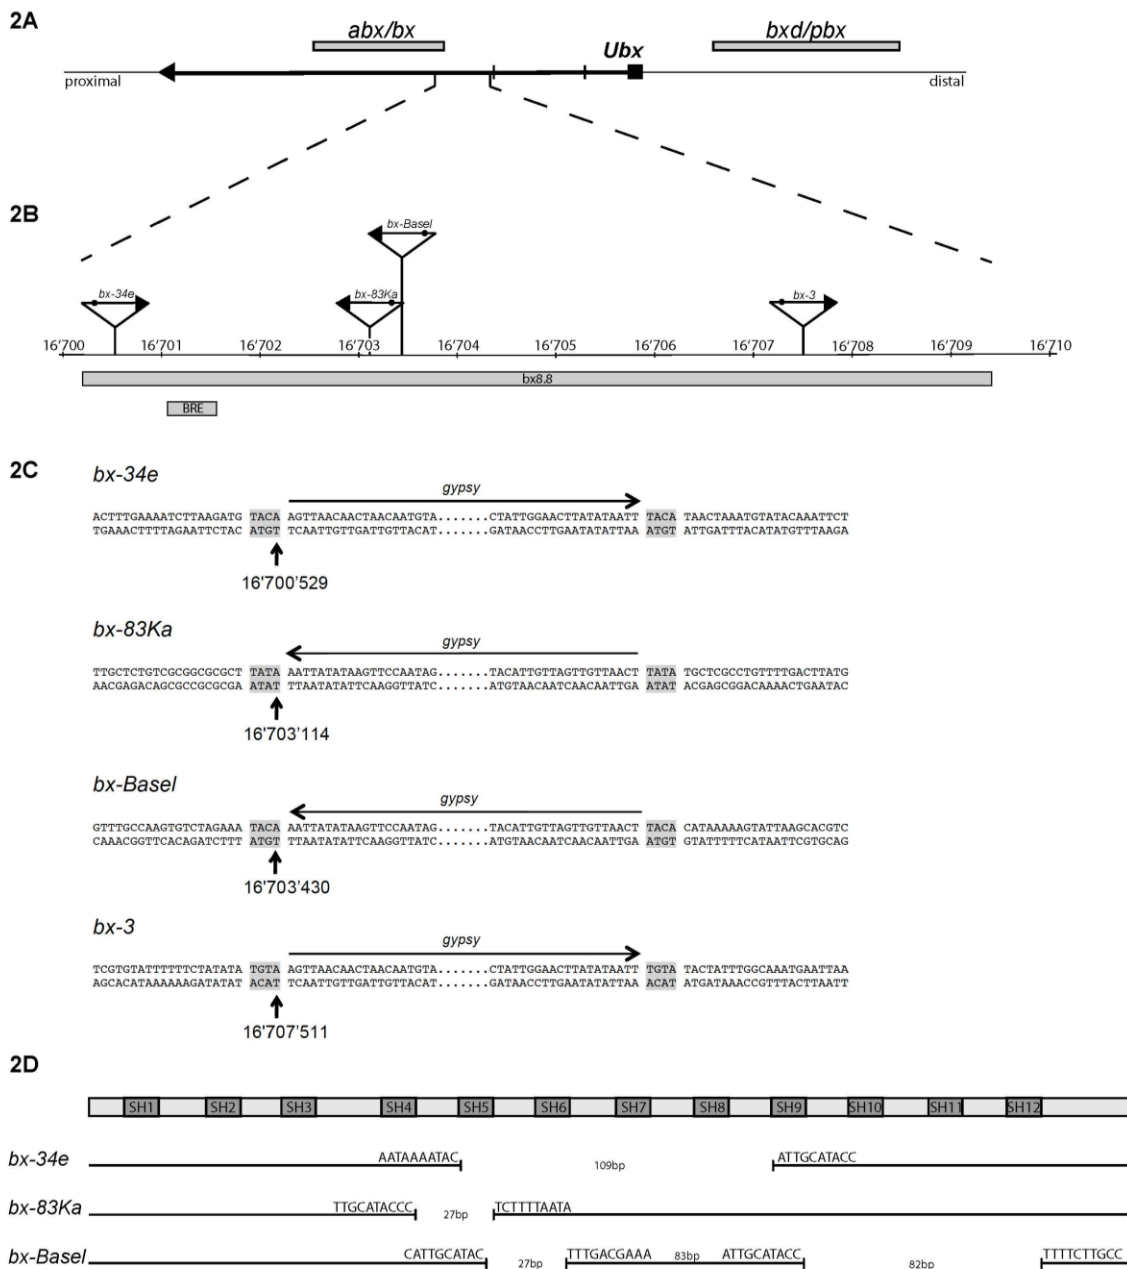 2A
abx/bx
bxd/pbx
Ubx
proximal
distal
2B
bx-Basel
bx-34e
bx-83Ka
bx-3
16'700 16'701 16'702 16'703 16'704 16'705 16'706 16'707 16'708 16'709 16'710
bx8.8
BRE
2C
bx-34e
gypsy
ACTTTGAAAATCTTAAGATG TACA AGTTAACAACTAACAATGTA.......CTATTGGAACTTATATAATT TACA TAACTAAATGTATACAAATTCT
TGAAACTTTTAGAATTCTAC ATGT TCAATTGTTGATTGTTACAT.......GATAACCTTGAATATATTAA ATGT ATTGATTTACATATGTTTAAGA
16'700'529
bx-83Ka
gypsy
TTGCTCTGTCGCGGCGCGCT TATA AATTATATAAGTTCCAATAG.......TACATTGTTAGTTGTTAACT TATA TGCTCGCCTGTTTTGACTTATG
AACGAGACAGCGCCGCGCGA ATAT TTAATATATTCAAGGTTATC.......ATGTAACAATCAACAATTGA ATAT ACGAGCGGACAAAACTGAATAC
16'703'114
bx-Basel
gypsy
GTTTGCCAAGTGTCTAGAAA TACA AATTATATAAGTTCCAATAG.......TACATTGTTAGTTGTTAACT TACA CATAAAAAGTATTAAGCACGTC
CAAACGGTTCACAGATCTTT ATGT TTAATATATTCAAGGTTATC.......ATGTAACAATCAACAATTGA ATGT GTATTTTTCATAATTCGTGCAG
16'703'430
bx-3
gypsy
TCGTGTATTTTTTCTATATA TGTA AGTTAACAACTAACAATGTA.......CTATTGGAACTTATATAATT TGTA TACTATTTGGCAAATGAATTAA
AGCACATAAAAAAGATATAT ACAT TCAATTGTTGATTGTTACAT.......GATAACCTTGAATATATTAA ACAT ATGATAAACCGTTTACTTAATT
16'707'511
2D
SH1 SH2 SH3 SH4 SH5 SH6 SH7 SH8 SH9 SH10 SH11 SH12
bx-34e AATAAAATAC 109bp ATTGCATACC
bx-83Ka TTGCATACCC 27bp TCTTTTAATA
bx-Basel CATTGCATAC 27bp TTTGACGAAA 83bp ATTGCATACC 82bp TTTTCTTGCC